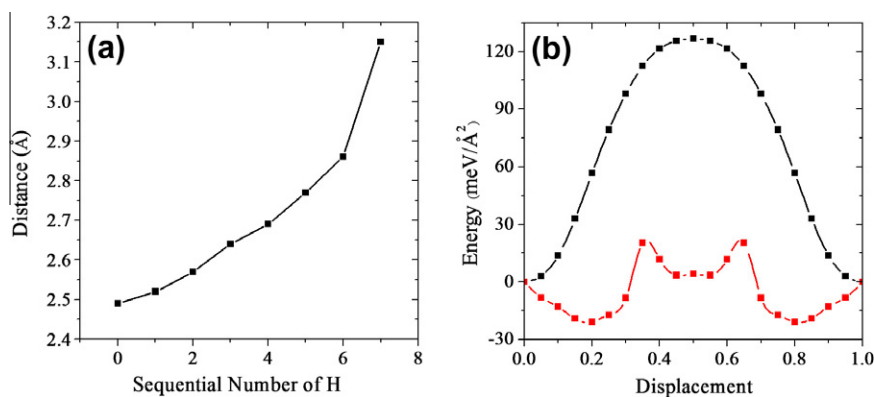 (a)
3.2
3.1
3.0
2.9
2.8
2.7
2.6
2.5
2.4
Distance (Å)
0 2 4 6 8
Sequential Number of H
(b)
120
90
60
30
0
-30
Energy (meV/Å²)
0.0 0.2 0.4 0.6 0.8 1.0
Displacement